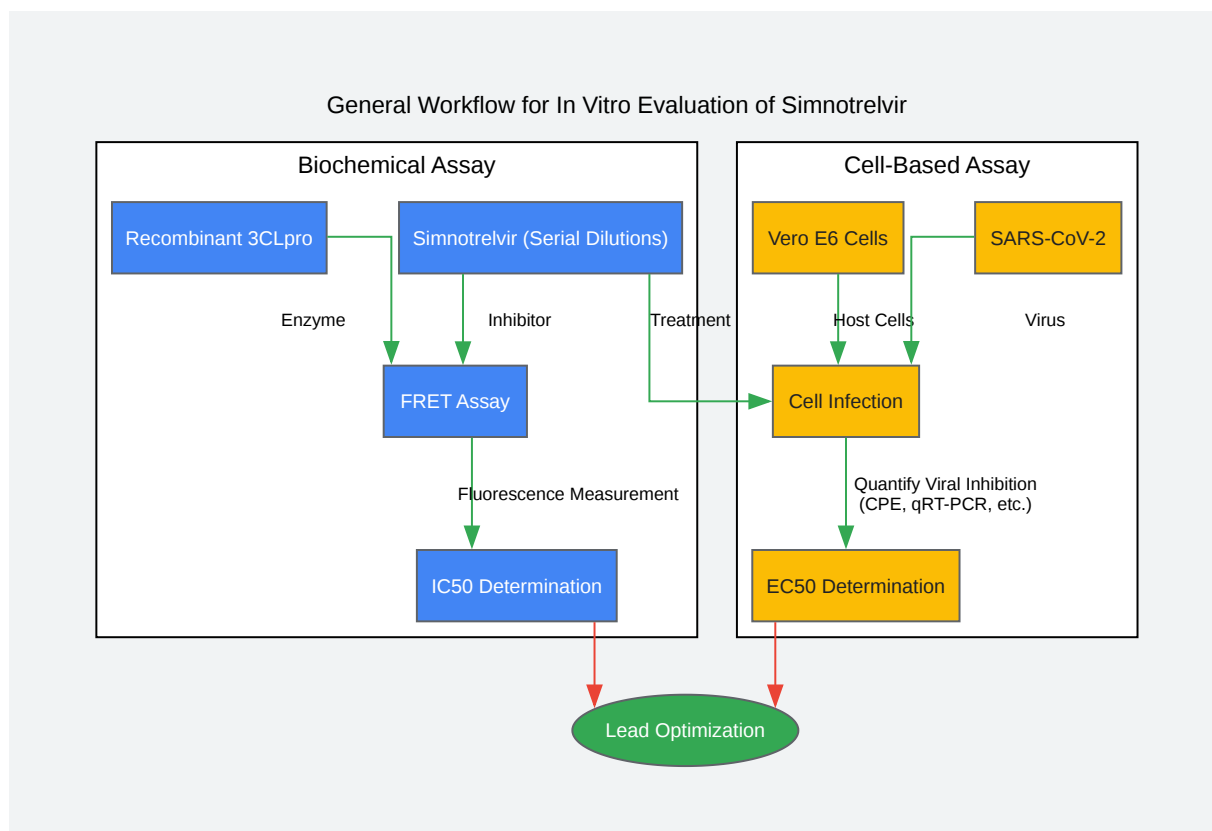 General Workflow for In Vitro Evaluation of Simnotrelvir
Biochemical Assay
Cell-Based Assay
Recombinant 3CLpro
Simnotrelvir (Serial Dilutions)
Vero E6 Cells
SARS-CoV-2
Enzyme
Inhibitor
Treatment
Host Cells
Virus
FRET Assay
Cell Infection
Fluorescence Measurement
Quantify Viral Inhibition
(CPE, qRT-PCR, etc.)
IC50 Determination
EC50 Determination
Lead Optimization